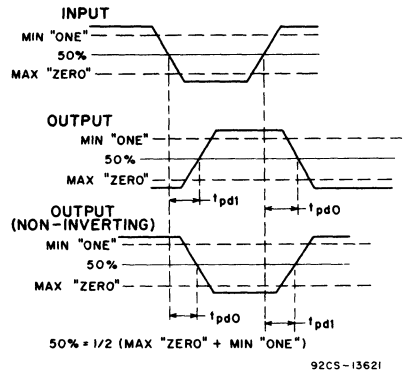 INPUT
MIN "ONE"
50%
MAX "ZERO"
OUTPUT
MIN "ONE"
50%
MAX "ZERO"
tpd1
tpd0
OUTPUT
(NON-INVERTING)
MIN "ONE"
50%
MAX "ZERO"
tpd0
tpd1
50% = 1/2 (MAX "ZERO" + MIN "ONE")
92CS-13621